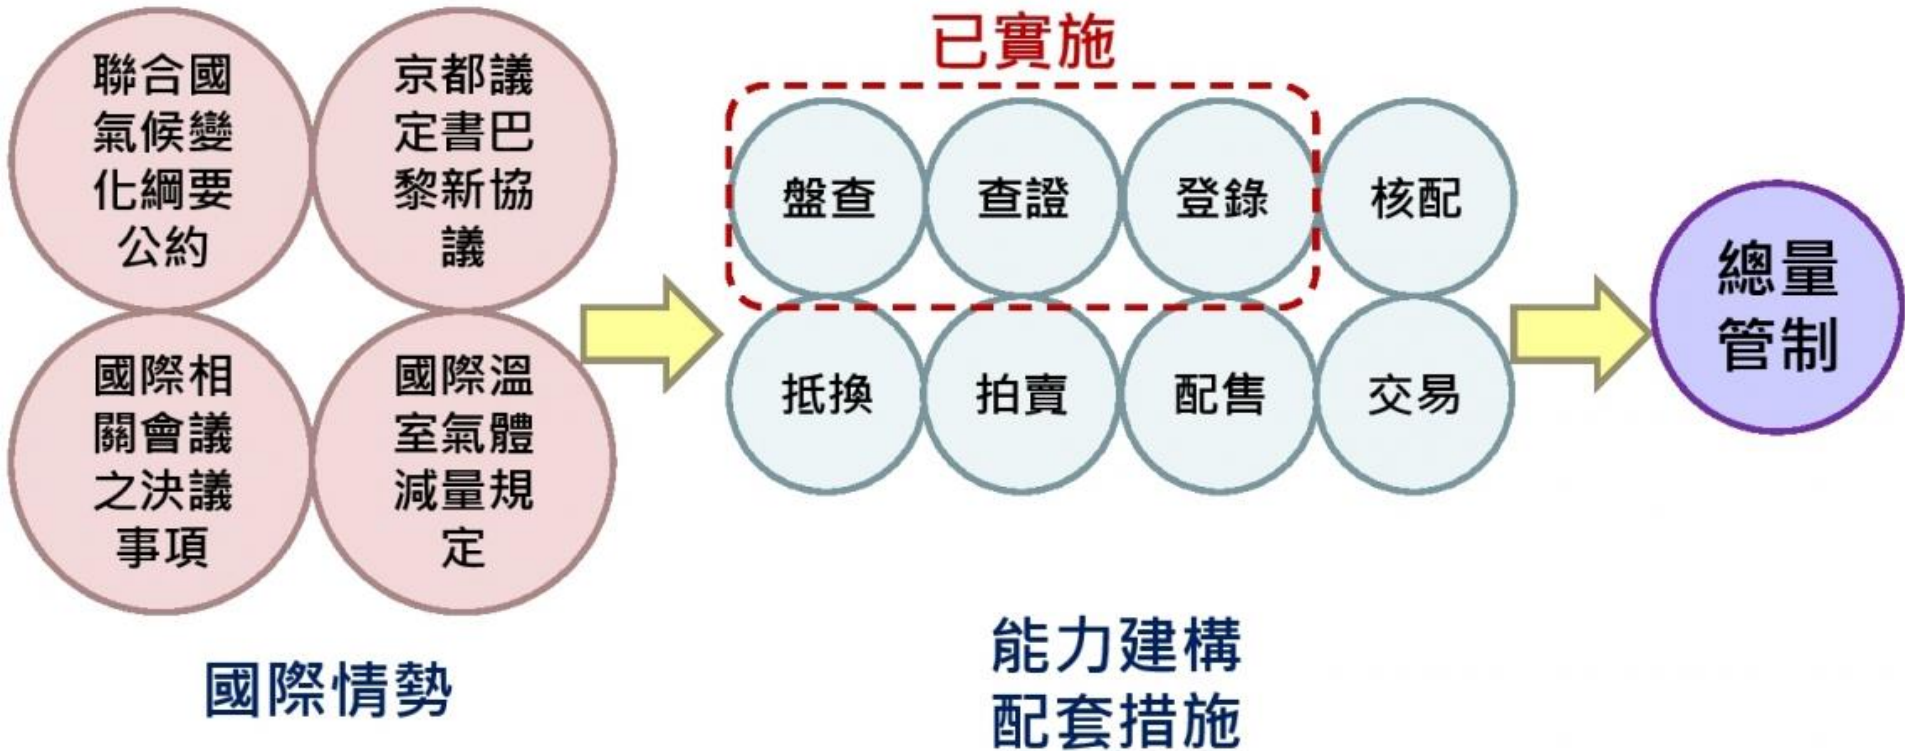 聯合國
氣候變
化綱要
公約
京都議
定書巴
黎新協
議
國際相
關會議
之決議
事項
國際溫
室氣體
減量規
定
國際情勢
已實施
盤查
查證
登錄
核配
抵換
拍賣
配售
交易
能力建構
配套措施
總量
管制